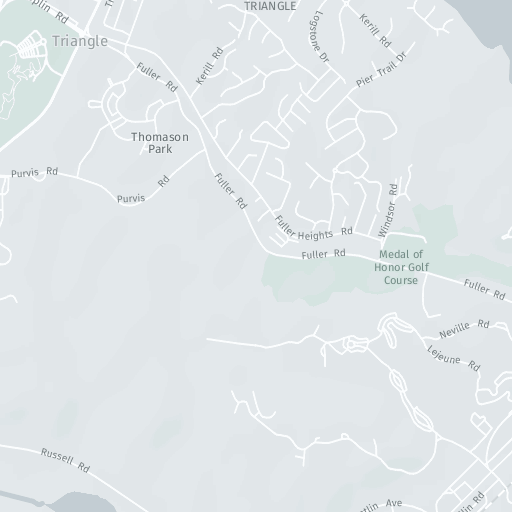 TRIANGLE
Triangle
Logstone Dr
Kerill Rd
Pier Trail Dr
Kerill Rd
Fuller Rd
Thomason
Park
Purvis Rd
Purvis Rd
Fuller Rd
Fuller Heights Rd
Windsor Rd
Fuller Rd
Medal of
Honor Golf
Course
Fuller Rd
Neville Rd
Lejeune Rd
Russell Rd